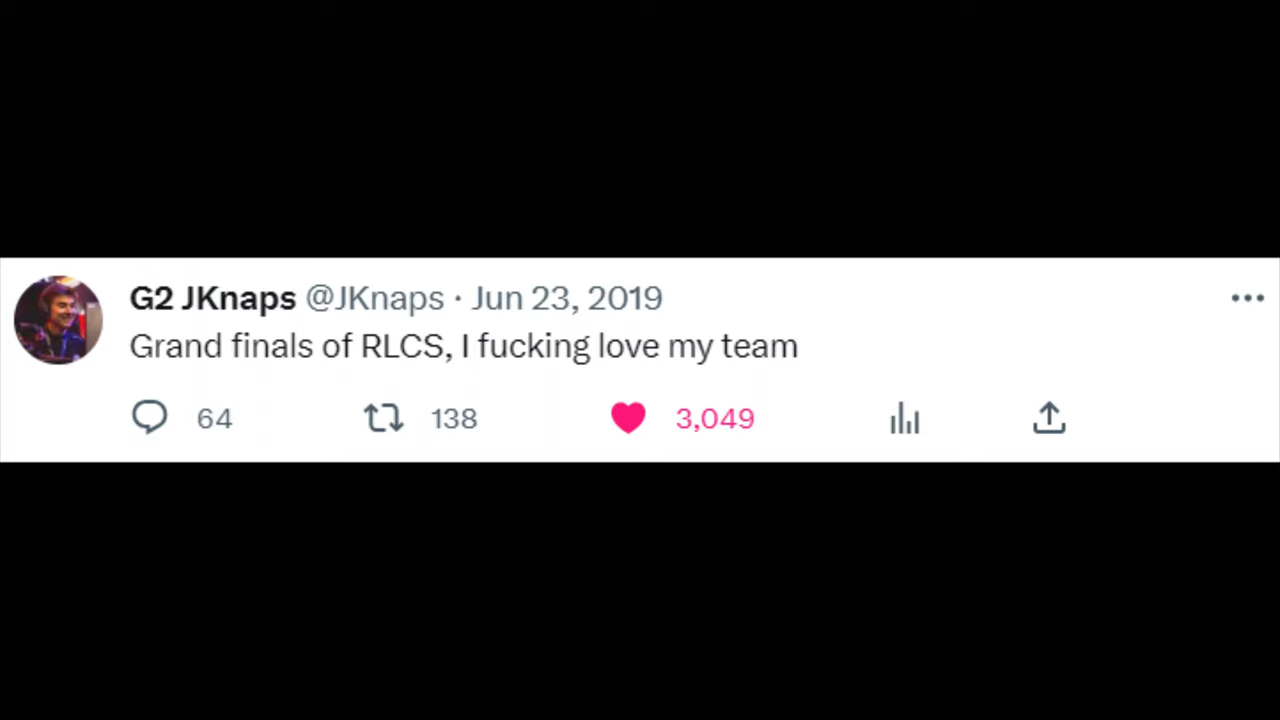 G2 JKnaps @JKnaps · Jun 23, 2019
Grand finals of RLCS, I fucking love my team
64 138 3,049